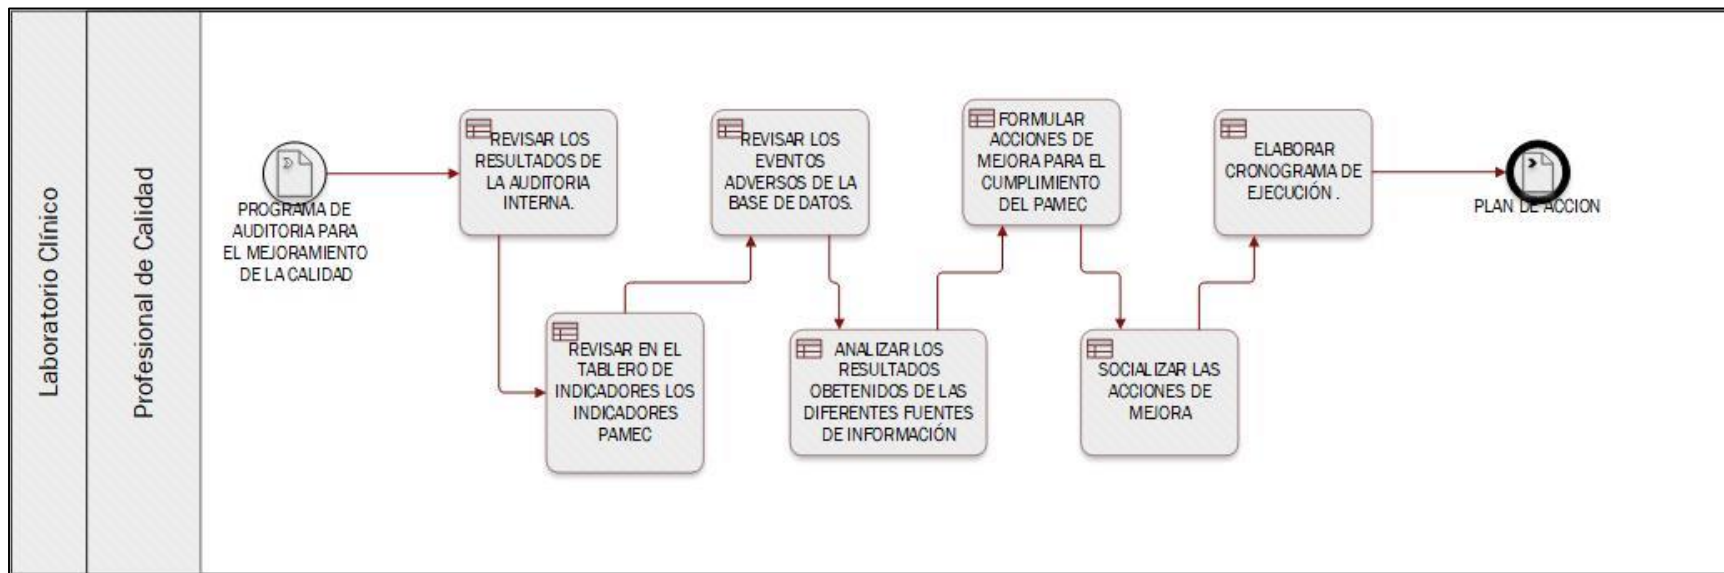 Laboratorio Clínico
Profesional de Calidad
PROGRAMA DE
AUDITORIA PARA
EL MEJORAMIENTO
DE LA CALIDAD
REVISAR LOS
RESULTADOS DE
LA AUDITORIA
INTERNA.
REVISAR EN EL
TABLERO DE
INDICADORES LOS
INDICADORES
PAMEC
REVISAR LOS
EVENTOS
ADVERSOS DE LA
BASE DE DATOS.
ANALIZAR LOS
RESULTADOS
OBETENIDOS DE LAS
DIFERENTES FUENTES
DE INFORMACIÓN
FORMULAR
ACCIONES DE
MEJORA PARA EL
CUMPLIMIENTO
DEL PAMEC
SOCIALIZAR LAS
ACCIONES DE
MEJORA
ELABORAR
CRONOGRAMA DE
EJECUCIÓN .
PLAN DE ACCION